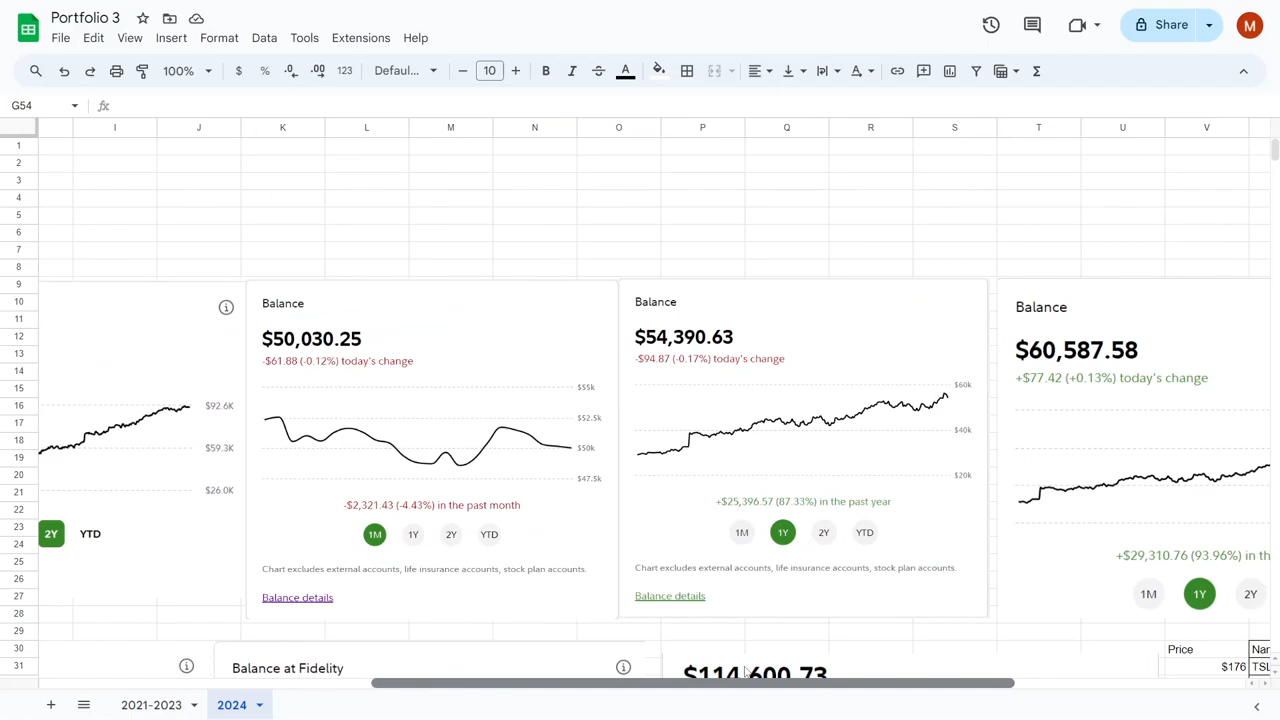 Portfolio 3
File Edit View Insert Format Data Tools Extensions Help
Share
M
100% $ % .0 .00 123 Defaul... 10 B I S A
G54 fx
I J K L M N O P Q R S T U V
1
2
3
4
5
6
7
8
9
10
11
12
13
14
15
16
17
18
19
20
21
22
23
24
25
26
27
28
29
30
31
$92.6K
$59.3K
$26.0K
2Y YTD
Balance
$50,030.25
-$61.88 (-0.12%) today's change
$55k
$52.5k
$50k
$47.5k
-$2,321.43 (-4.43%) in the past month
1M 1Y 2Y YTD
Chart excludes external accounts, life insurance accounts, stock plan accounts.
Balance details
Balance
$54,390.63
-$94.87 (-0.17%) today's change
$60k
$40k
$20k
+$25,396.57 (87.33%) in the past year
1M 1Y 2Y YTD
Chart excludes external accounts, life insurance accounts, stock plan accounts.
Balance details
Balance
$60,587.58
+$77.42 (+0.13%) today's change
+$29,310.76 (93.96%) in th
1M 1Y 2Y
Balance at Fidelity
$114,600.73
Price Nar
$176 TSL
2021-2023 2024